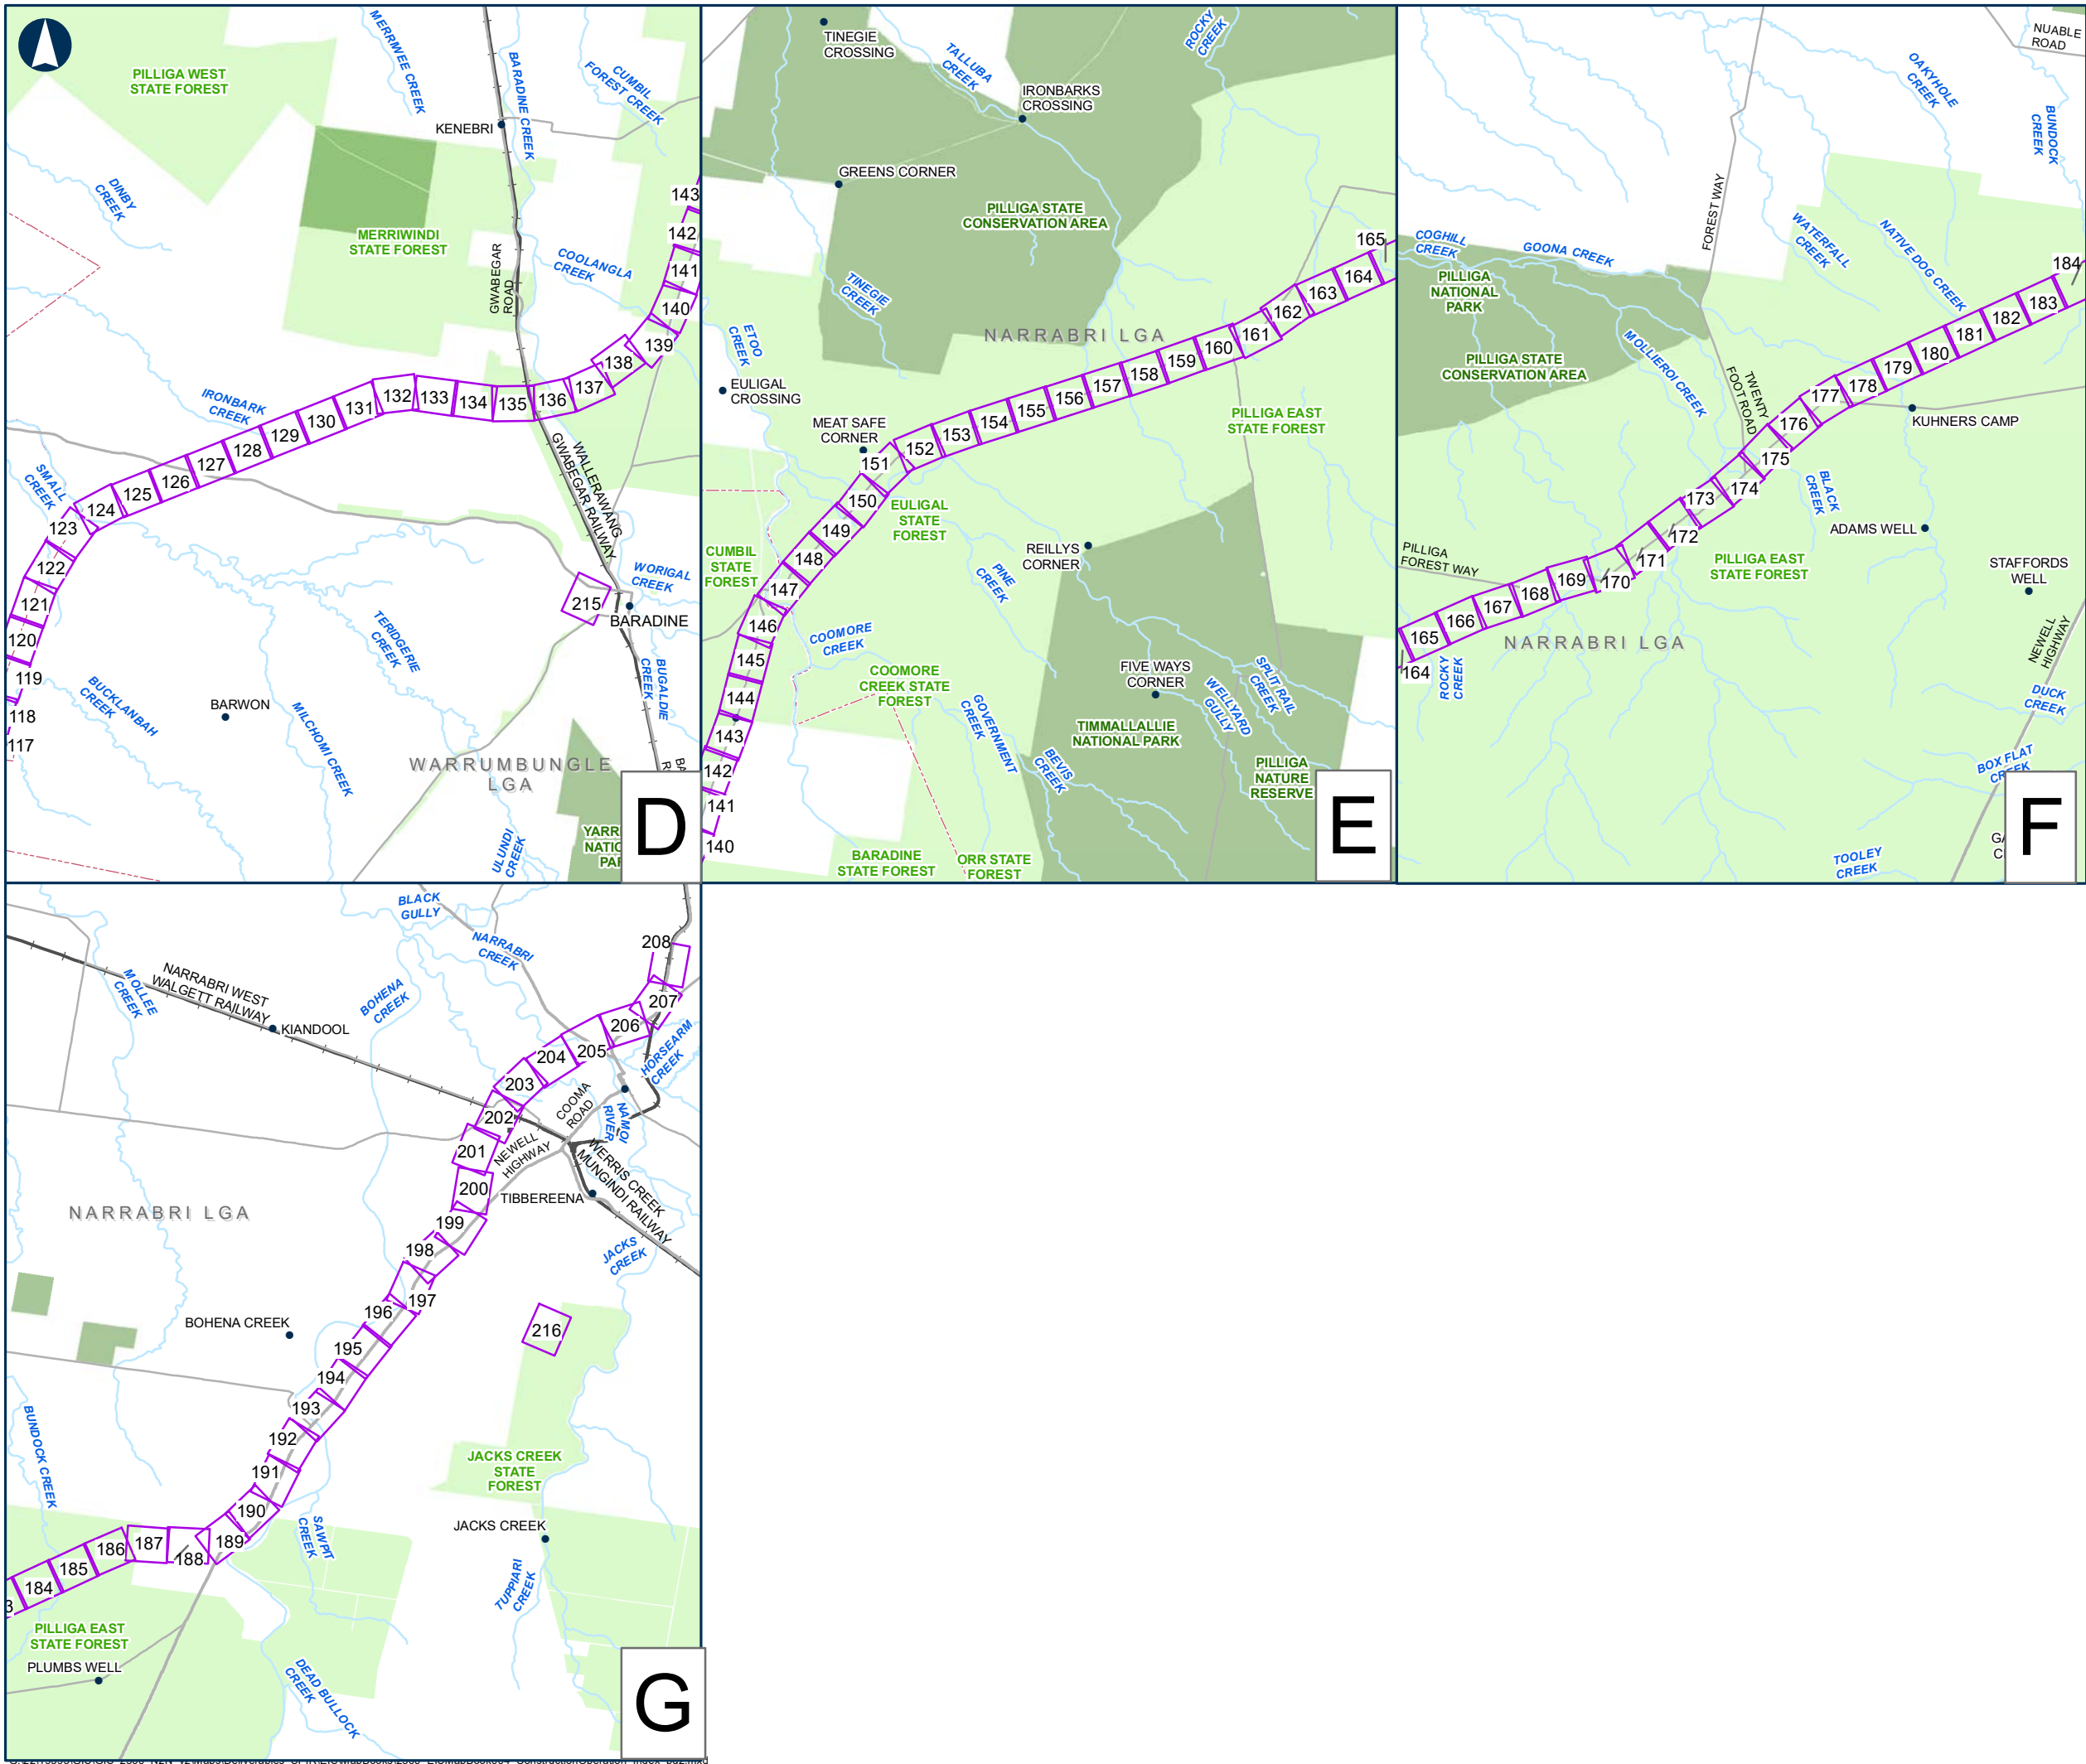 PILLIGA WEST
STATE FOREST
MERRIWEE CREEK
BARADINE CREEK
CUMBIL
FOREST CREEK
KENEBRI
DINBY
CREEK
MERRIWINDI
STATE FOREST
GWABEGAR
ROAD
COOLANGLA
CREEK
143
142
141
140
139
138
137
136
135
134
133
132
131
130
129
128
127
126
125
124
123
122
121
120
119
118
117
IRONBARK
CREEK
SMALL
CREEK
WALLERAWANG
GWABEGAR RAILWAY
WORIGAL
CREEK
215
BARADINE
TERIDGERIE
CREEK
BUGALDIE
CREEK
BUCKLANBAH
CREEK
BARWON
MILCHOMI CREEK
WARRUMBUNGLE
LGA
ULUNDI
CREEK
D
TINEGIE
CROSSING
TALLUBA
CREEK
ROCKY
CREEK
IRONBARKS
CROSSING
GREENS CORNER
PILLIGA STATE
CONSERVATION AREA
TINEGIE
CREEK
NARRABRI LGA
ETOO
CREEK
EULIGAL
CROSSING
MEAT SAFE
CORNER
165
164
163
162
161
160
159
158
157
156
155
154
153
152
151
150
149
148
147
146
145
144
143
142
141
140
PILLIGA EAST
STATE FOREST
EULIGAL
STATE
FOREST
CUMBIL
STATE
FOREST
REILLYS
CORNER
PINE
CREEK
COOMORE
CREEK
COOMORE
CREEK STATE
FOREST
GOVERNMENT
CREEK
FIVE WAYS
CORNER
SPLIT RAIL
CREEK
WELLYARD
GULLY
TIMMALLALLIE
NATIONAL PARK
BEVIS
CREEK
PILLIGA
NATURE
RESERVE
BARADINE
STATE FOREST
ORR STATE
FOREST
E
NUABLE
ROAD
OAKYHOLE
CREEK
BUNDOCK
CREEK
FOREST WAY
COGHILL
CREEK
GOONA CREEK
WATERFALL
CREEK
NATIVE DOG CREEK
PILLIGA
NATIONAL
PARK
MOLLIEROI CREEK
PILLIGA STATE
CONSERVATION AREA
TWENTY
FOOT ROAD
184
183
182
181
180
179
178
177
176
175
174
173
172
171
170
169
168
167
166
165
164
KUHNERS CAMP
BLACK
CREEK
ADAMS WELL
PILLIGA
FOREST WAY
PILLIGA EAST
STATE FOREST
STAFFORDS
WELL
NARRABRI LGA
ROCKY
CREEK
NEWELL
HIGHWAY
DUCK
CREEK
BOX FLAT
CREEK
TOOLEY
CREEK
F
BLACK
GULLY
NARRABRI
CREEK
MOLLEE
CREEK
NARRABRI WEST
WALGETT RAILWAY
BOHENA
CREEK
KIANDOOL
208
207
206
205
204
203
202
201
200
199
198
197
196
195
194
193
192
191
190
189
188
187
186
185
184
HORSEARM
CREEK
COOMA
ROAD
NAMOI
RIVER
NEWELL
HIGHWAY
WERRIS CREEK
MUNGINDI RAILWAY
TIBBEREENA
JACKS
CREEK
NARRABRI LGA
216
BOHENA CREEK
BUNDOCK CREEK
JACKS CREEK
STATE
FOREST
SAWPIT
CREEK
JACKS CREEK
TUPPIARI
CREEK
PILLIGA EAST
STATE FOREST
PLUMBS WELL
DEAD BULLOCK
CREEK
G